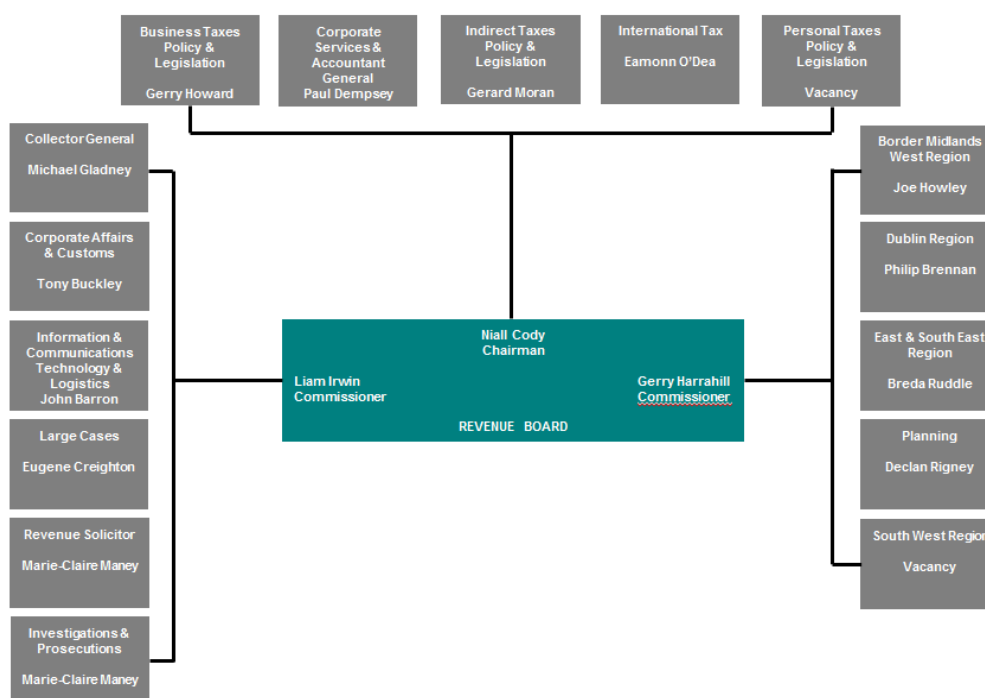 Business Taxes
Policy &
Legislation
Gerry Howard
Corporate
Services &
Accountant
General
Paul Dempsey
Indirect Taxes
Policy &
Legislation
Gerard Moran
International Tax
Eamonn O'Dea
Personal Taxes
Policy &
Legislation
Vacancy
Collector General
Michael Gladney
Corporate Affairs
& Customs
Tony Buckley
Information &
Communications
Technology &
Logistics
John Barron
Large Cases
Eugene Creighton
Revenue Solicitor
Marie-Claire Maney
Investigations &
Prosecutions
Marie-Claire Maney
Niall Cody
Chairman
Liam Irwin
Commissioner
Gerry Harrahill
Commissioner
REVENUE BOARD
Border Midlands
West Region
Joe Howley
Dublin Region
Philip Brennan
East & South East
Region
Breda Ruddle
Planning
Declan Rigney
South West Region
Vacancy